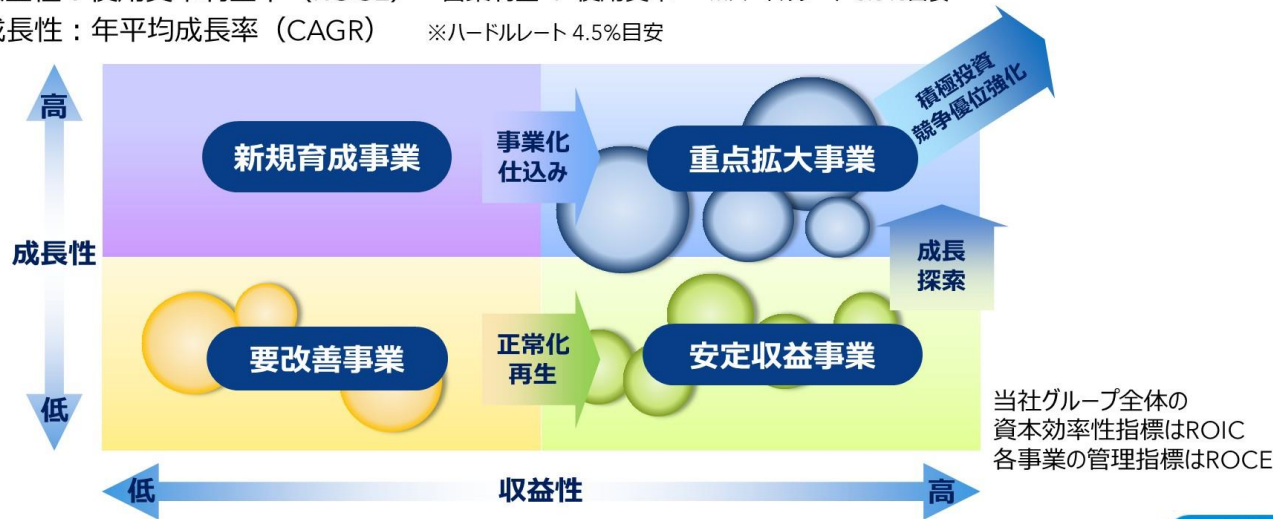 成長性：年平均成長率（CAGR） ※ハードルレート 4.5%目安
高
積極投資
競争優位強化
新規育成事業
事業化
仕込み
重点拡大事業
成長性
成長
探索
要改善事業
正常化
再生
安定収益事業
低
当社グループ全体の
資本効率性指標はROIC
各事業の管理指標はROCE
低
収益性
高